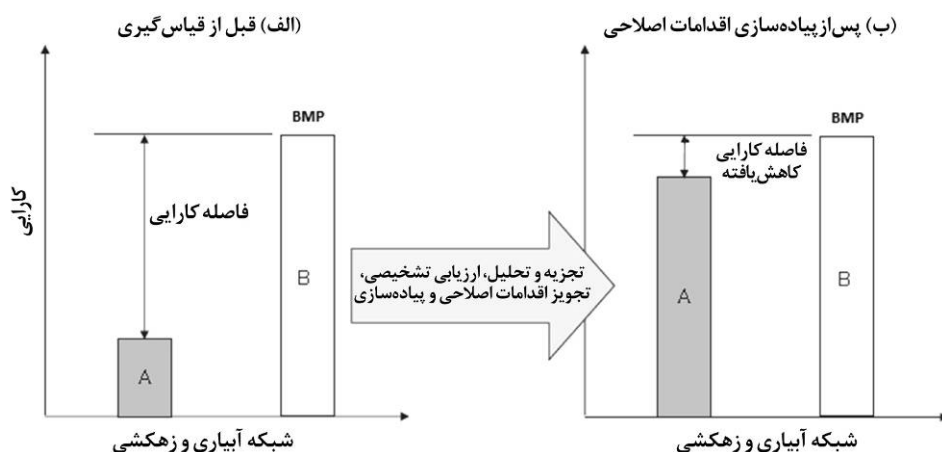 (الف) قبل از قیاس‌گیری
(ب) پس‌از‌پیاده‌سازی اقدامات اصلاحی
BMP
BMP
کارایی
فاصله کارایی
A
B
شبکه آبیاری و زهکشی
تجزیه و تحلیل، ارزیابی تشخیصی،
تجویز اقدامات اصلاحی و پیاده‌سازی
فاصله کارایی
کاهش‌یافته
A
B
شبکه آبیاری و زهکشی